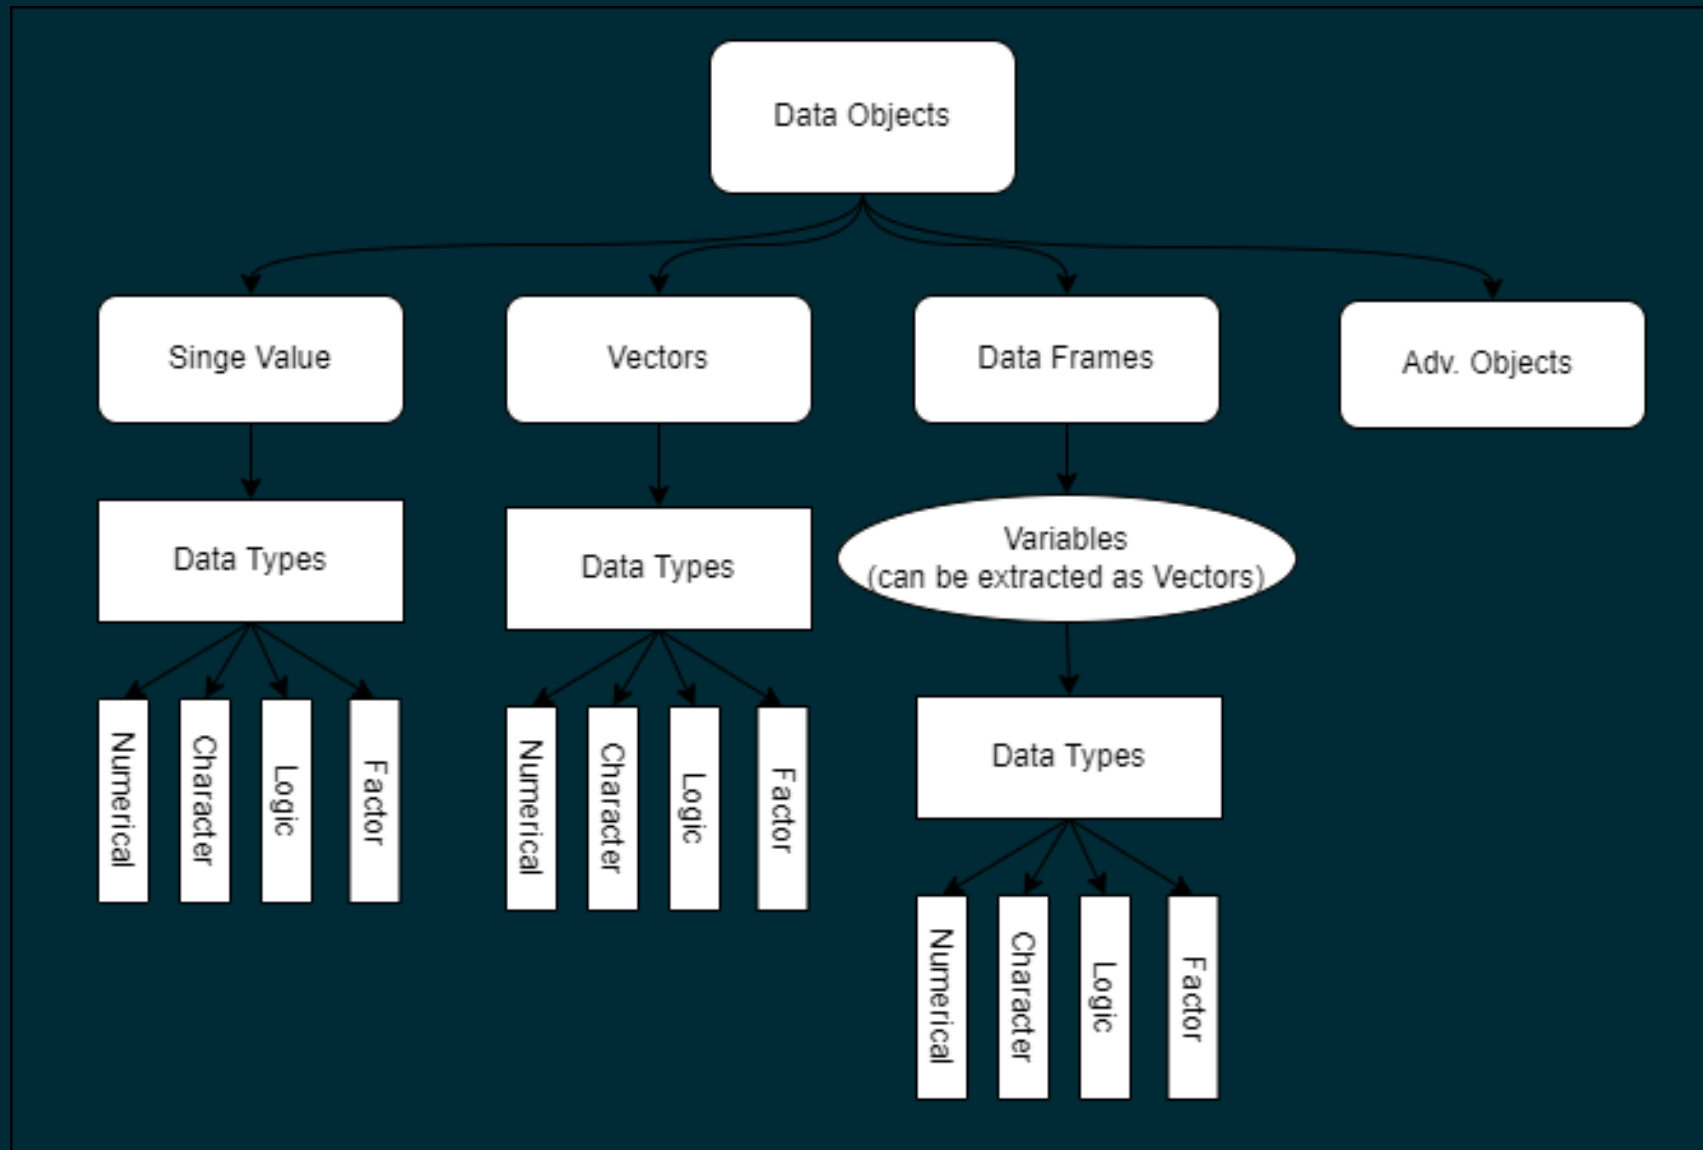 Data Objects
Singe Value
Vectors
Data Frames
Adv. Objects
Data Types
Data Types
Variables
(can be extracted as Vectors)
Data Types
Numerical
Character
Logic
Factor
Numerical
Character
Logic
Factor
Numerical
Character
Logic
Factor